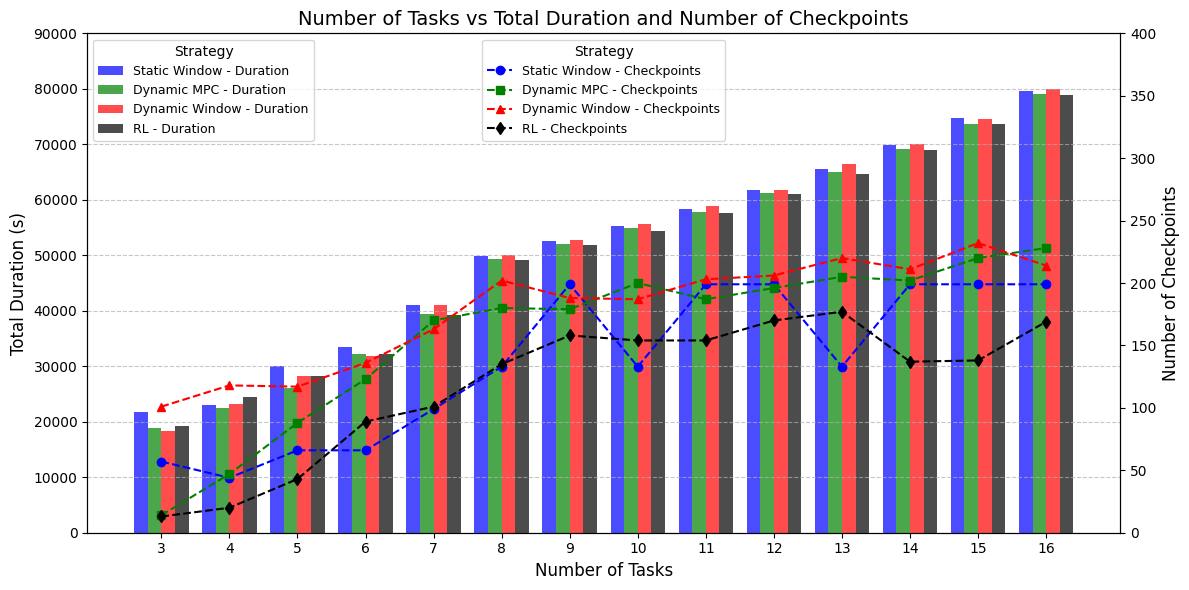 Number of Tasks vs Total Duration and Number of Checkpoints
Total Duration (s)
90000
80000
70000
60000
50000
40000
30000
20000
10000
0
Strategy
Static Window - Duration
Dynamic MPC - Duration
Dynamic Window - Duration
RL - Duration
Strategy
Static Window - Checkpoints
Dynamic MPC - Checkpoints
Dynamic Window - Checkpoints
RL - Checkpoints
400
350
300
250
200
150
100
50
0
Number of Checkpoints
3 4 5 6 7 8 9 10 11 12 13 14 15 16
Number of Tasks